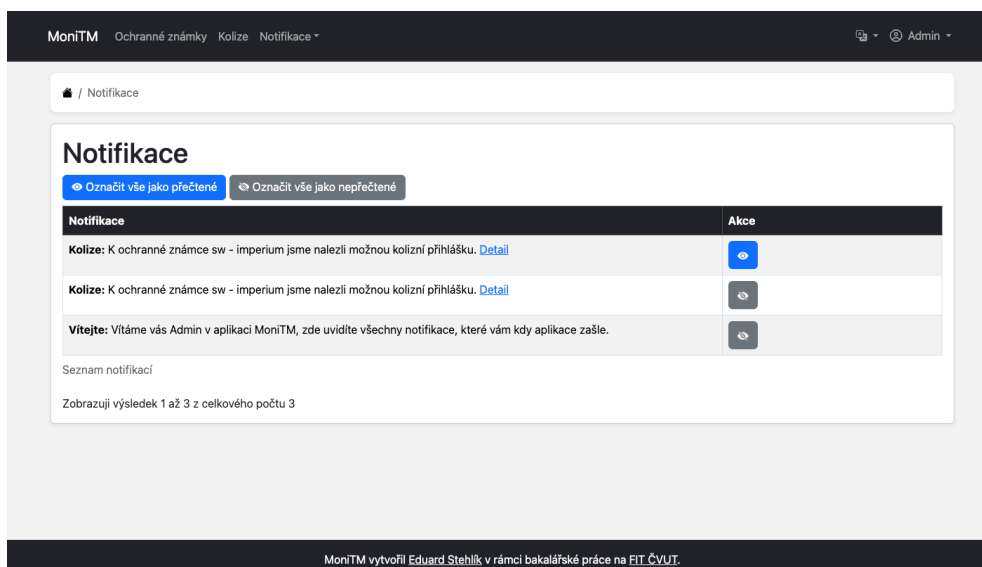 MoniTM Ochranné známky Kolize Notifikace Admin
/ Notifikace
Notifikace
Označit vše jako přečtené Označit vše jako nepřečtené
Notifikace Akce
Kolize: K ochranné známce sw - imperium jsme nalezli možnou kolizní přihlášku. Detail
Kolize: K ochranné známce sw - imperium jsme nalezli možnou kolizní přihlášku. Detail
Vítejte: Vítáme vás Admin v aplikaci MoniTM, zde uvidíte všechny notifikace, které vám kdy aplikace zašle.
Seznam notifikací
Zobrazuji výsledek 1 až 3 z celkového počtu 3
MoniTM vytvořil Eduard Stehlík v rámci bakalářské práce na FIT ČVUT.